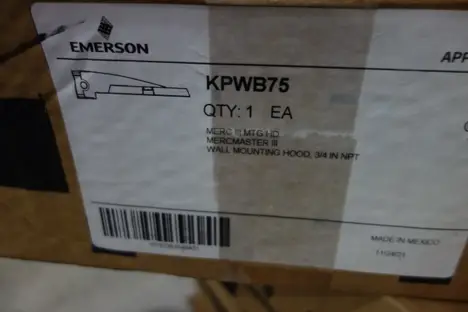 EMERSON
APP
KPWB75
QTY: 1 EA
MERC III MTG HD
MERCMASTER III
WALL MOUNTING HOOD, 3/4 IN NPT
MADE IN MEXICO